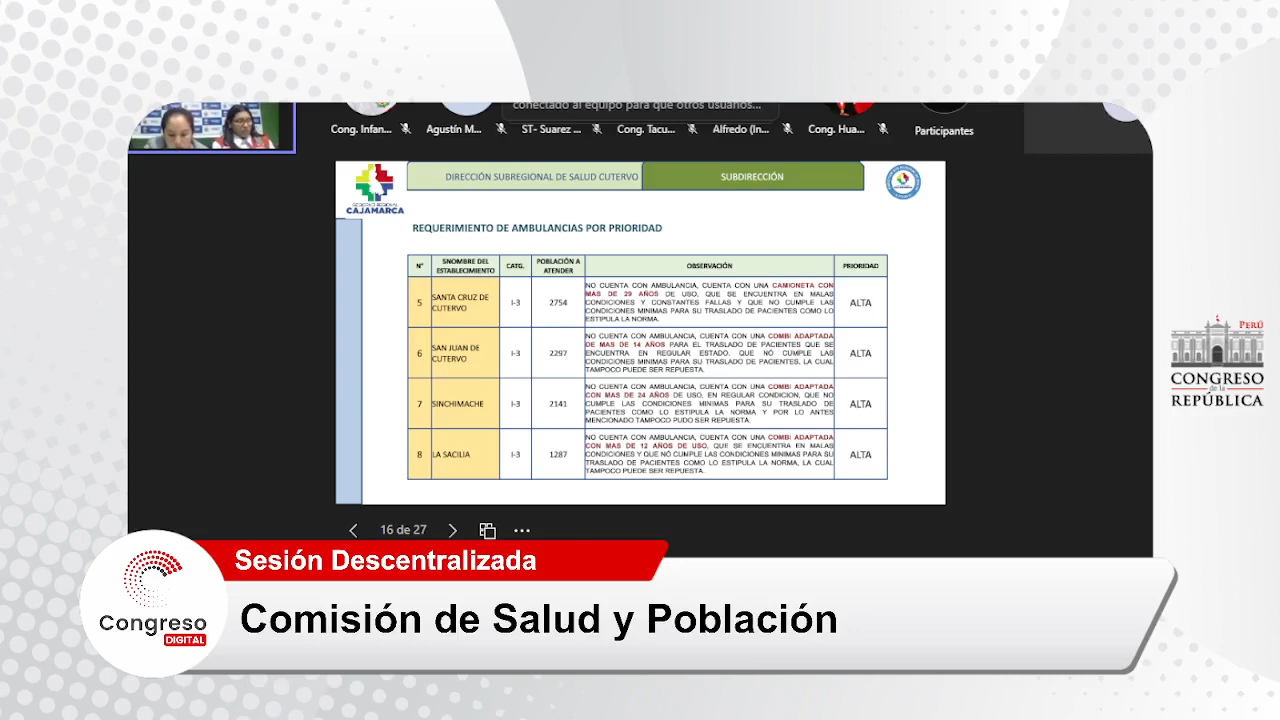 conectado al equipo para que otros usuarios...
Cong. Infan...
Agustín M...
ST- Suarez ...
Cong. Tacu...
Alfredo (In...
Cong. Hua...
Participantes
GOBIERNO REGIONAL
CAJAMARCA
DIRECCIÓN SUBREGIONAL DE SALUD CUTERVO
SUBDIRECCIÓN
REQUERIMIENTO DE AMBULANCIAS POR PRIORIDAD
N°
SNOMBRE DEL
ESTABLECIMIENTO
CATG.
POBLACIÓN A
ATENDER
OBSERVACIÓN
PRIORIDAD
5
SANTA CRUZ DE
CUTERVO
I-3
2754
NO CUENTA CON AMBULANCIA, CUENTA CON UNA CAMIONETA CON
MAS DE 29 AÑOS DE USO, QUE SE ENCUENTRA EN MALAS
CONDICIONES Y CONSTANTES FALLAS Y QUE NO CUMPLE LAS
CONDICIONES MINIMAS PARA SU TRASLADO DE PACIENTES COMO LO
ESTIPULA LA NORMA.
ALTA
6
SAN JUAN DE
CUTERVO
I-3
2297
NO CUENTA CON AMBULANCIA, CUENTA CON UNA COMBI ADAPTADA
DE MAS DE 14 AÑOS PARA EL TRASLADO DE PACIENTES QUE SE
ENCUENTRA EN REGULAR ESTADO, QUE NÓ CUMPLE LAS
CONDICIONES MINIMAS PARA SU TRASLADO DE PACIENTES, LA CUAL
TAMPOCO PUEDE SER REPUESTA.
ALTA
7
SINCHIMACHE
I-3
2141
NO CUENTA CON AMBULANCIA, CUENTA CON UNA COMBI ADAPTADA
CON MAS DE 24 AÑOS DE USO, EN REGULAR CONDICION, QUE NO
CUMPLE LAS CONDICIONES MINIMAS PARA SU TRASLADO DE
PACIENTES COMO LO ESTIPULA LA NORMA Y POR LO ANTES
MENCIONADO TAMPOCO PUDO SER REPUESTA.
ALTA
8
LA SACILIA
I-3
1287
NO CUENTA CON AMBULANCIA, CUENTA CON UNA COMBI ADAPTADA
CON MAS DE 12 AÑOS DE USO, QUE SE ENCUENTRA EN MALAS
CONDICIONES Y QUE NÓ CUMPLE LAS CONDICIONES MINIMAS PARA SU
TRASLADO DE PACIENTES COMO LO ESTIPULA LA NORMA, LA CUAL
TAMPOCO PUEDE SER REPUESTA.
ALTA
16 de 27
PERÚ
CONGRESO
de la
REPÚBLICA
Sesión Descentralizada
Comisión de Salud y Población
Congreso
DIGITAL